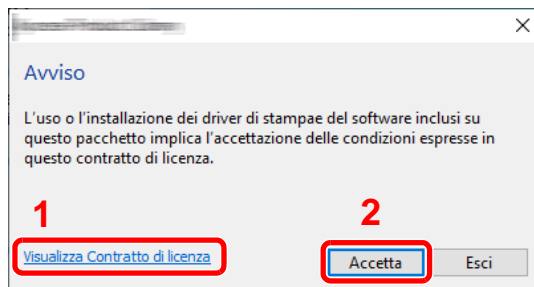 Avviso
L'uso o l'installazione dei driver di stampae del software inclusi su
questo pacchetto implica l'accettazione delle condizioni espresse in
questo contratto di licenza.
1
2
Visualizza Contratto di licenza
Accetta
Esci